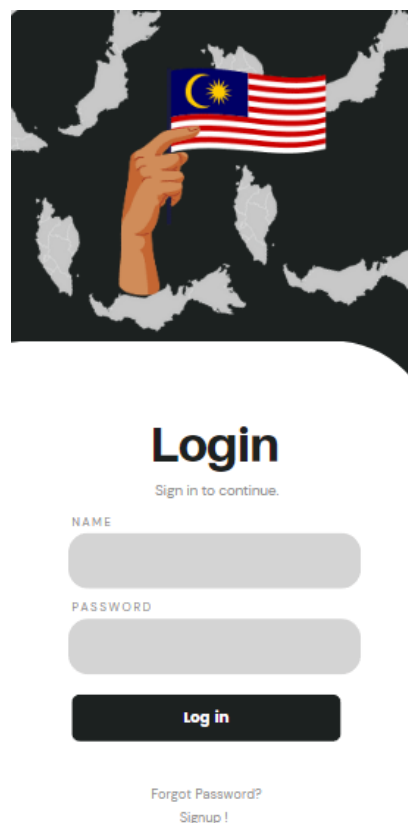 Login
Sign in to continue.
NAME
PASSWORD
Log in
Forgot Password?
Signup !